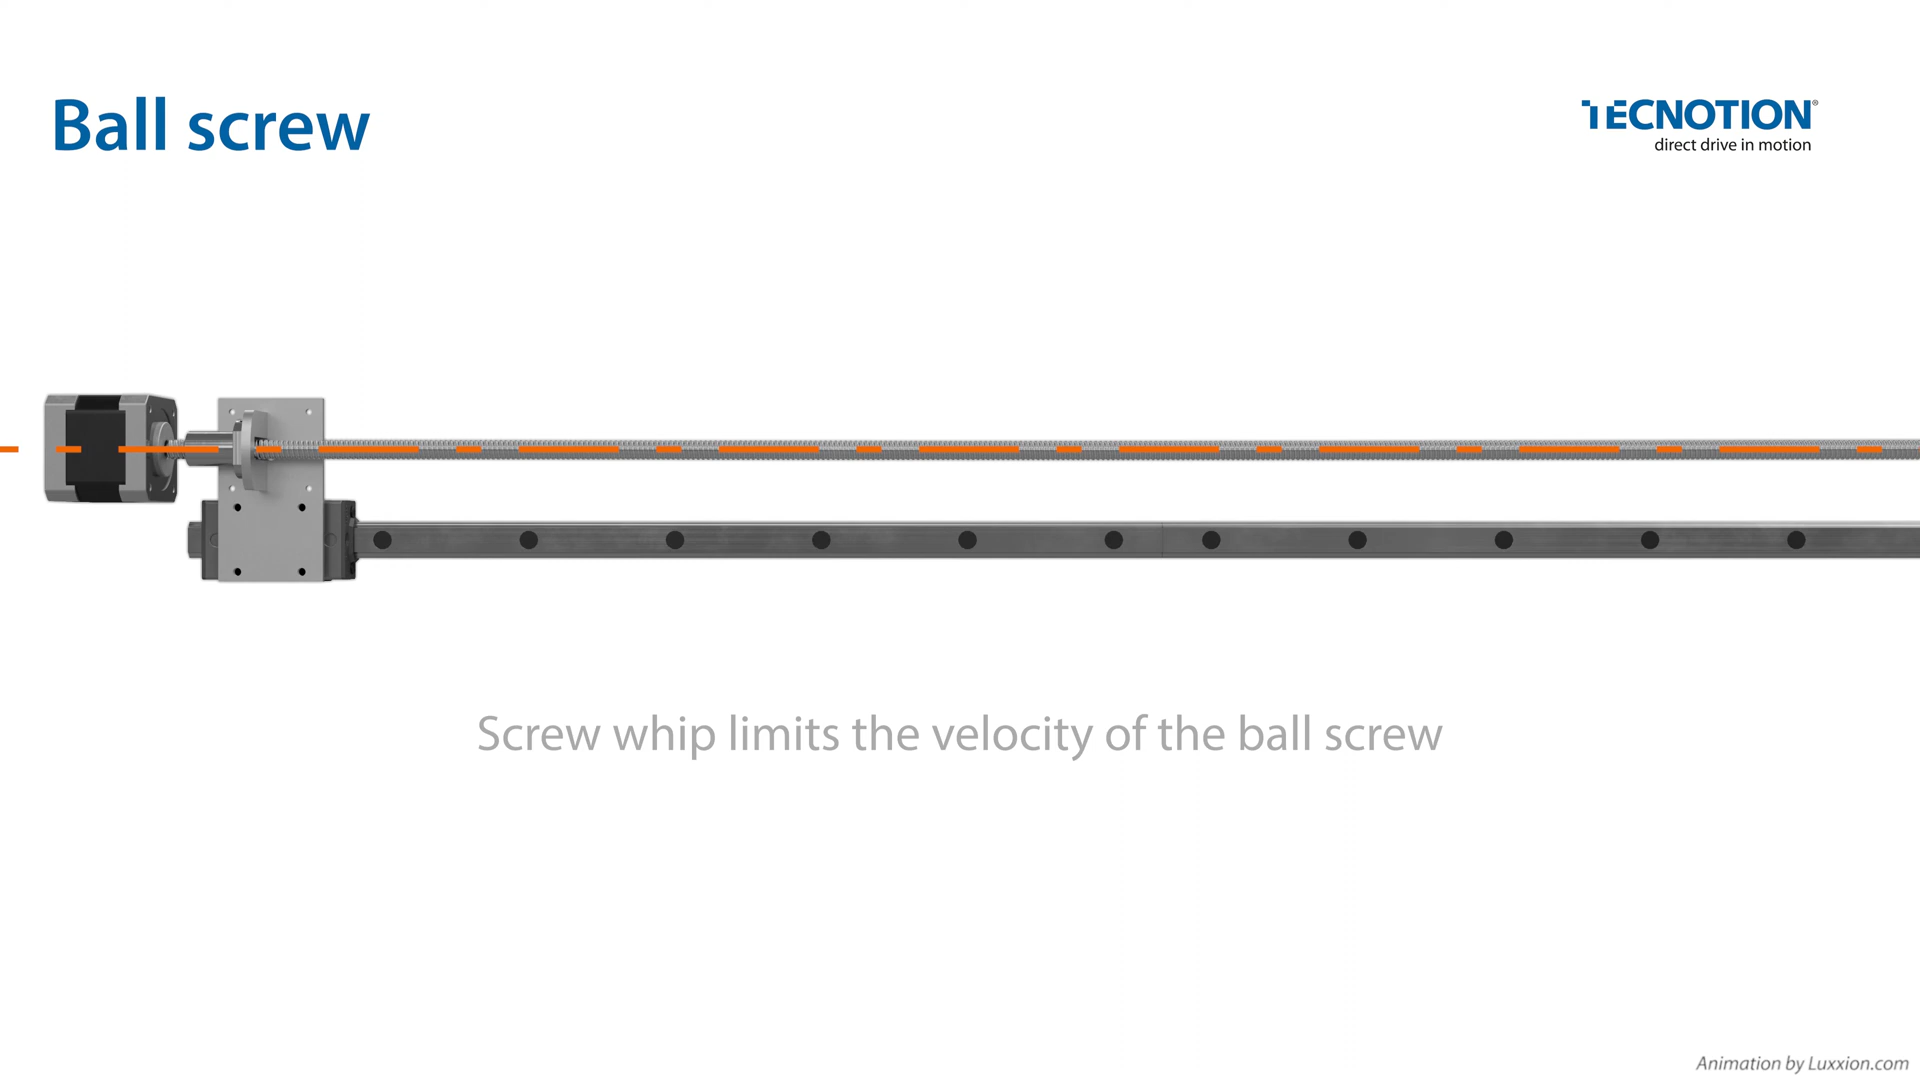 Ball screw
TECNOTION®
direct drive in motion
Screw whip limits the velocity of the ball screw
Animation by Luxxion.com